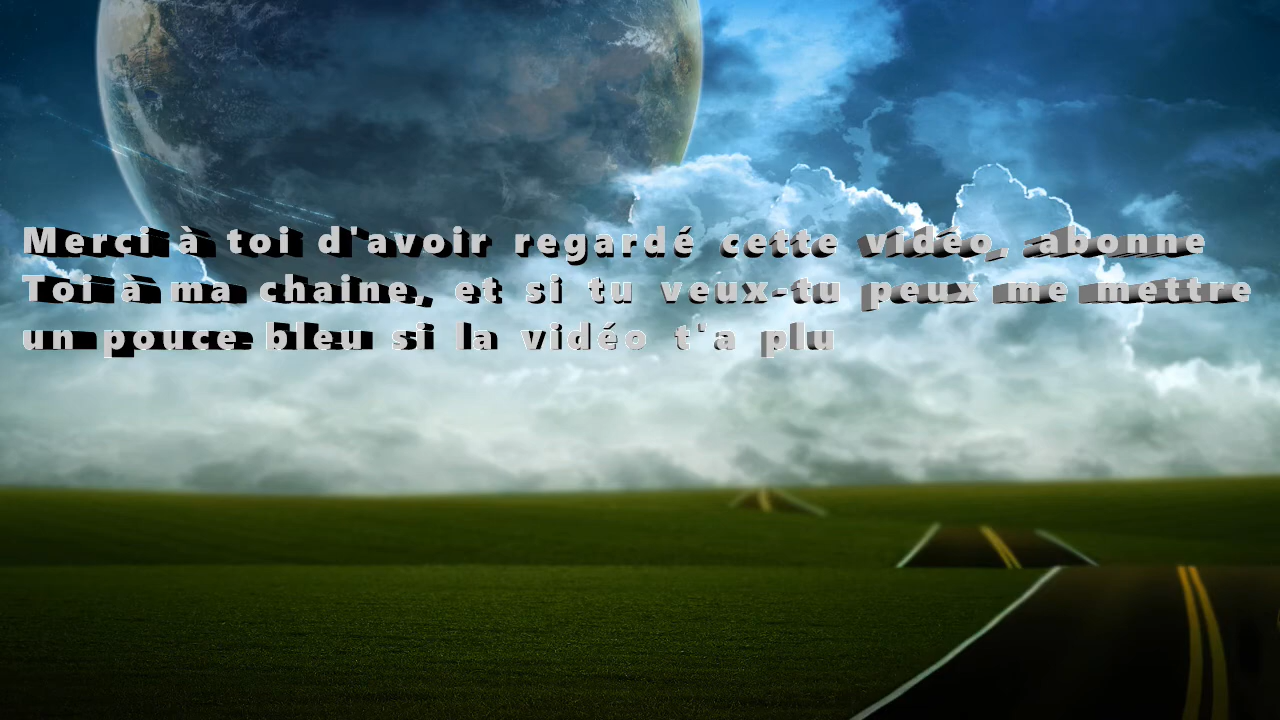 Merci à toi d'avoir regardé cette vidéo, abonne
Toi à ma chaine, et si tu veux-tu peux me mettre
un pouce bleu si la vidéo t'a plu